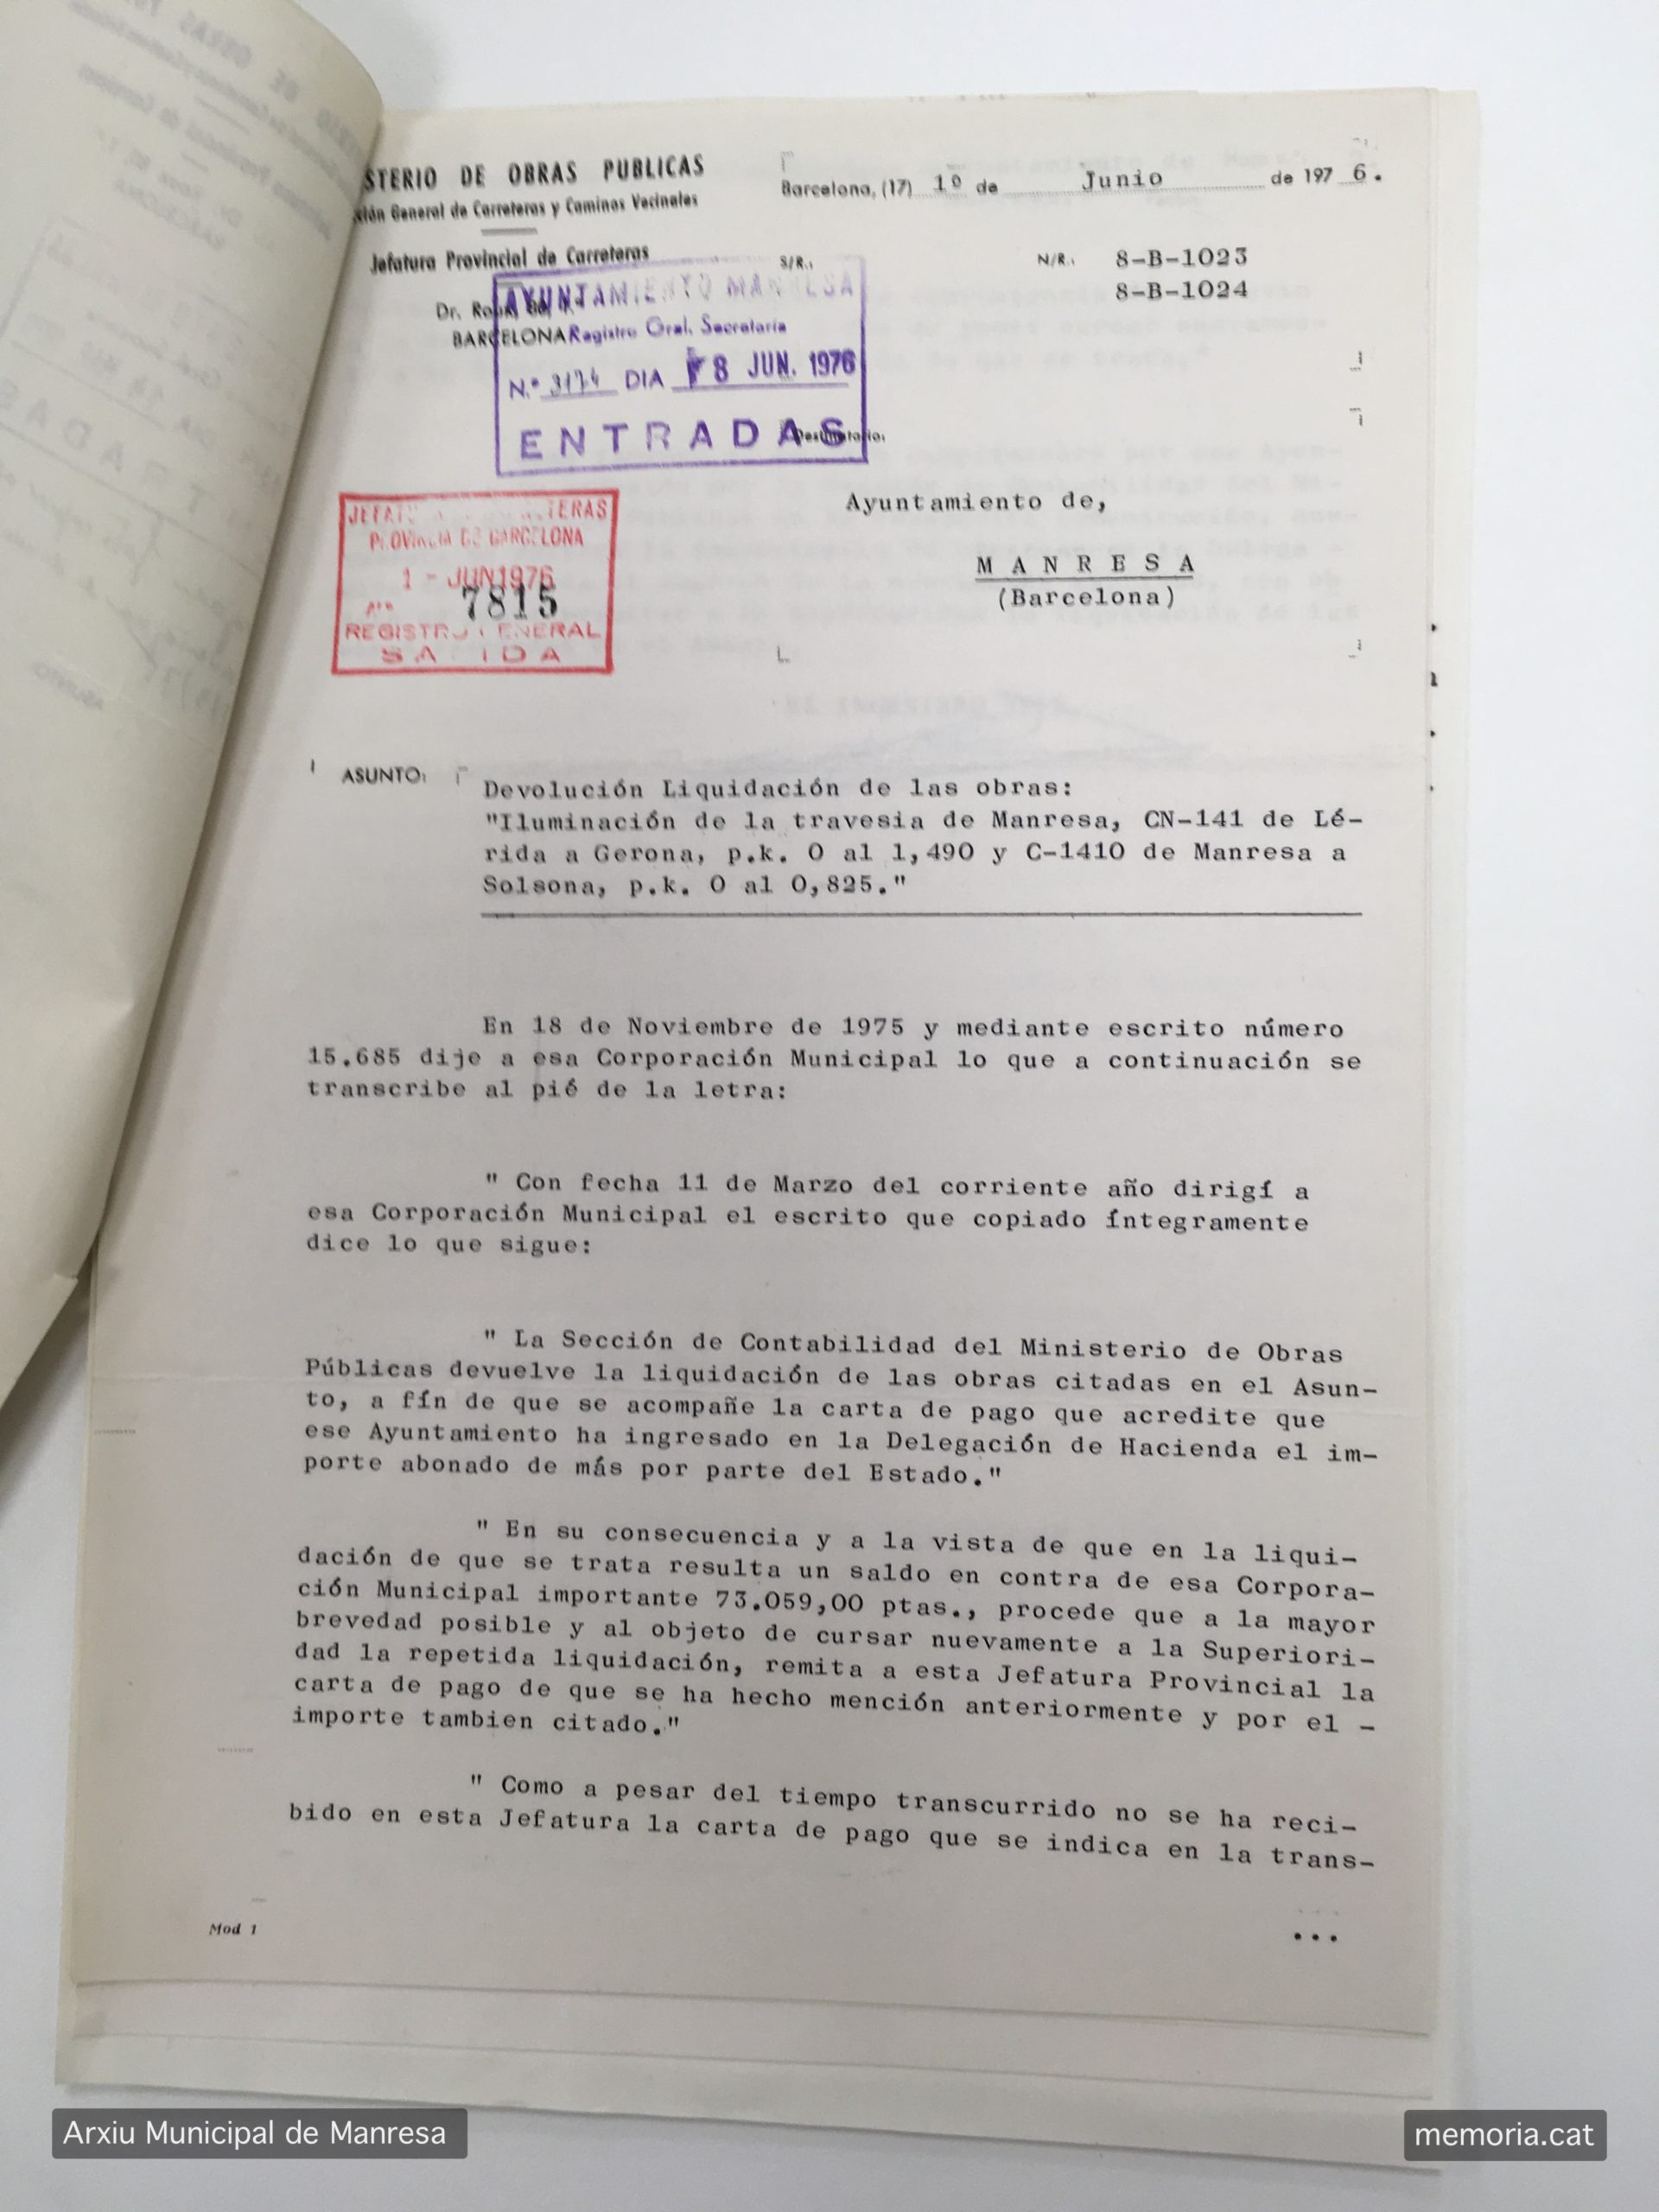 STERIO DE OBRAS PUBLICAS
ción General de Carreteras y Caminos Vecinales
Jefatura Provincial de Carreteras
Dr. Roux,
BARCELONA
Barcelona, (17) 1º de Junio de 1976.
S/R.:
N/R.: 8-B-1023
8-B-1024
AYUNTAMIENTO MANRESA
Registro Gral. Secretaría
N.º DIA 8 JUN. 1976
ENTRADAS
Destinatario:
JEFATU TERAS
PROVINCIA DE BARCELONA
1 - JUN 1976
Nº 7815
REGISTRO GENERAL
SALIDA
Ayuntamiento de,
M A N R E S A
(Barcelona)
ASUNTO:
Devolución Liquidación de las obras:
"Iluminación de la travesia de Manresa, CN-141 de Lé-
rida a Gerona, p.k. 0 al 1,490 y C-1410 de Manresa a
Solsona, p.k. 0 al 0,825."
En 18 de Noviembre de 1975 y mediante escrito número
15.685 dije a esa Corporación Municipal lo que a continuación se
transcribe al pié de la letra:
" Con fecha 11 de Marzo del corriente año dirigí a
esa Corporación Municipal el escrito que copiado íntegramente
dice lo que sigue:
" La Sección de Contabilidad del Ministerio de Obras
Públicas devuelve la liquidación de las obras citadas en el Asun-
to, a fín de que se acompañe la carta de pago que acredite que
ese Ayuntamiento ha ingresado en la Delegación de Hacienda el im-
porte abonado de más por parte del Estado."
" En su consecuencia y a la vista de que en la liqui-
dación de que se trata resulta un saldo en contra de esa Corpora-
ción Municipal importante 73.059,00 ptas., procede que a la mayor
brevedad posible y al objeto de cursar nuevamente a la Superiori-
dad la repetida liquidación, remita a esta Jefatura Provincial la
carta de pago de que se ha hecho mención anteriormente y por el -
importe tambien citado."
" Como a pesar del tiempo transcurrido no se ha reci-
bido en esta Jefatura la carta de pago que se indica en la trans-
...
Mod 1
Arxiu Municipal de Manresa
memoria.cat